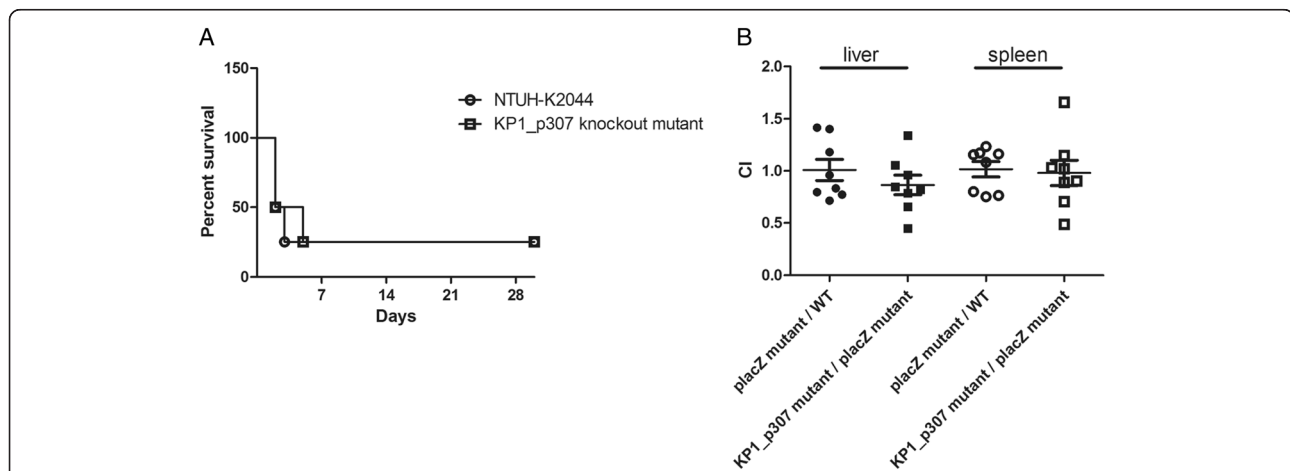 A
150
100
50
0
Percent survival
7 14 21 28
Days
NTUH-K2044
KP1_p307 knockout mutant
B
liver spleen
2.0
1.5
1.0
0.5
0.0
CI
placZ mutant / WT
KP1_p307 mutant / placZ mutant
placZ mutant / WT
KP1_p307 mutant / placZ mutant